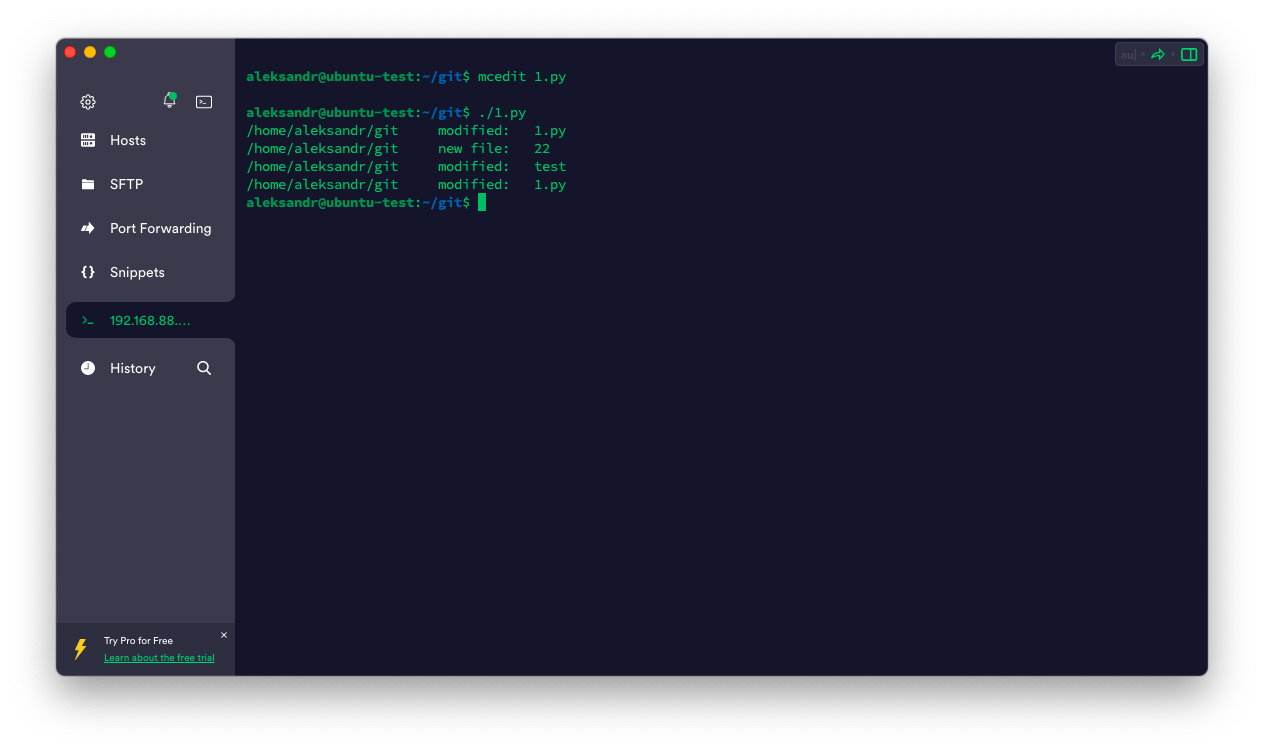 Hosts
SFTP
Port Forwarding
Snippets
192.168.88....
History
Try Pro for Free
Learn about the free trial
aleksandr@ubuntu-test:~/git$ mcedit 1.py
aleksandr@ubuntu-test:~/git$ ./1.py
/home/aleksandr/git     modified:   1.py
/home/aleksandr/git     new file:   22
/home/aleksandr/git     modified:   test
/home/aleksandr/git     modified:   1.py
aleksandr@ubuntu-test:~/git$